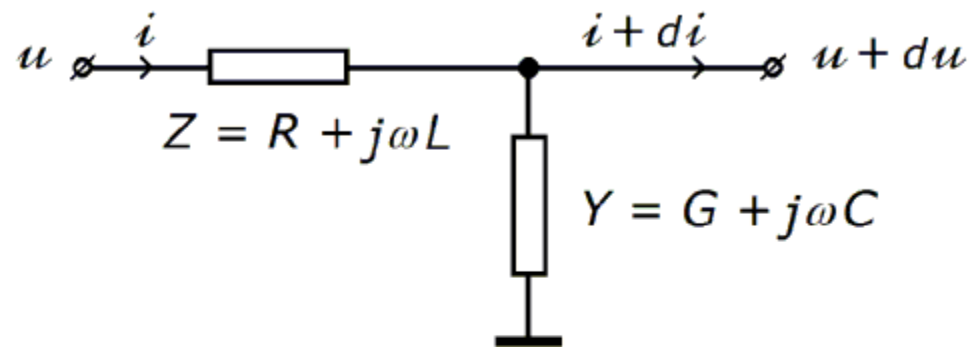 u i i + di u + du
Z = R + jωL
Y = G + jωC